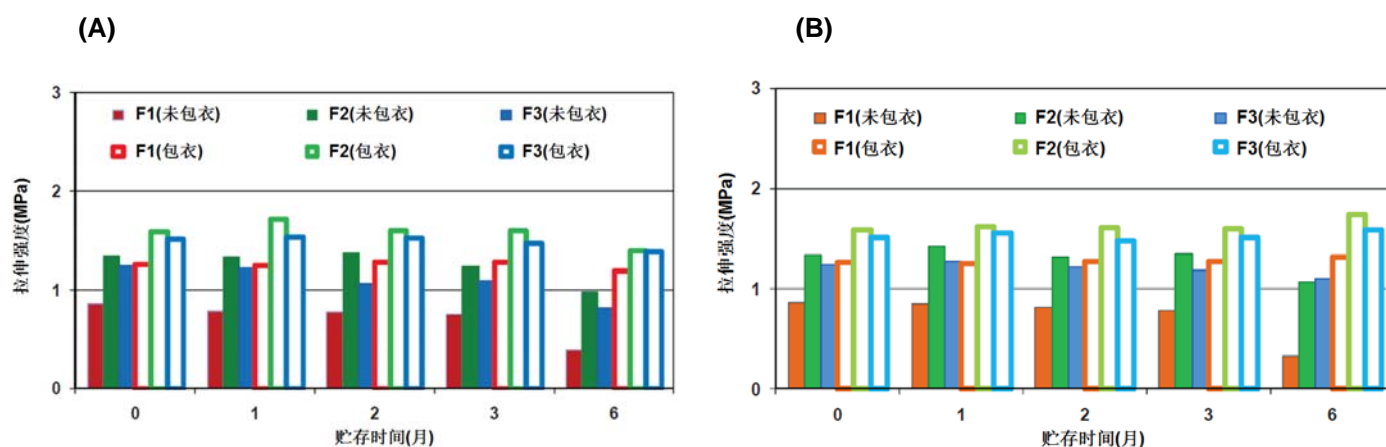 (A)
3
F1(未包衣) F2(未包衣) F3(未包衣)
F1(包衣) F2(包衣) F3(包衣)
2
拉伸强度(MPa)
1
0
0 1 2 3 6
贮存时间(月)
(B)
3
F1(未包衣) F2(未包衣) F3(未包衣)
F1(包衣) F2(包衣) F3(包衣)
2
拉伸强度(MPa)
1
0
0 1 2 3 6
贮存时间(月)